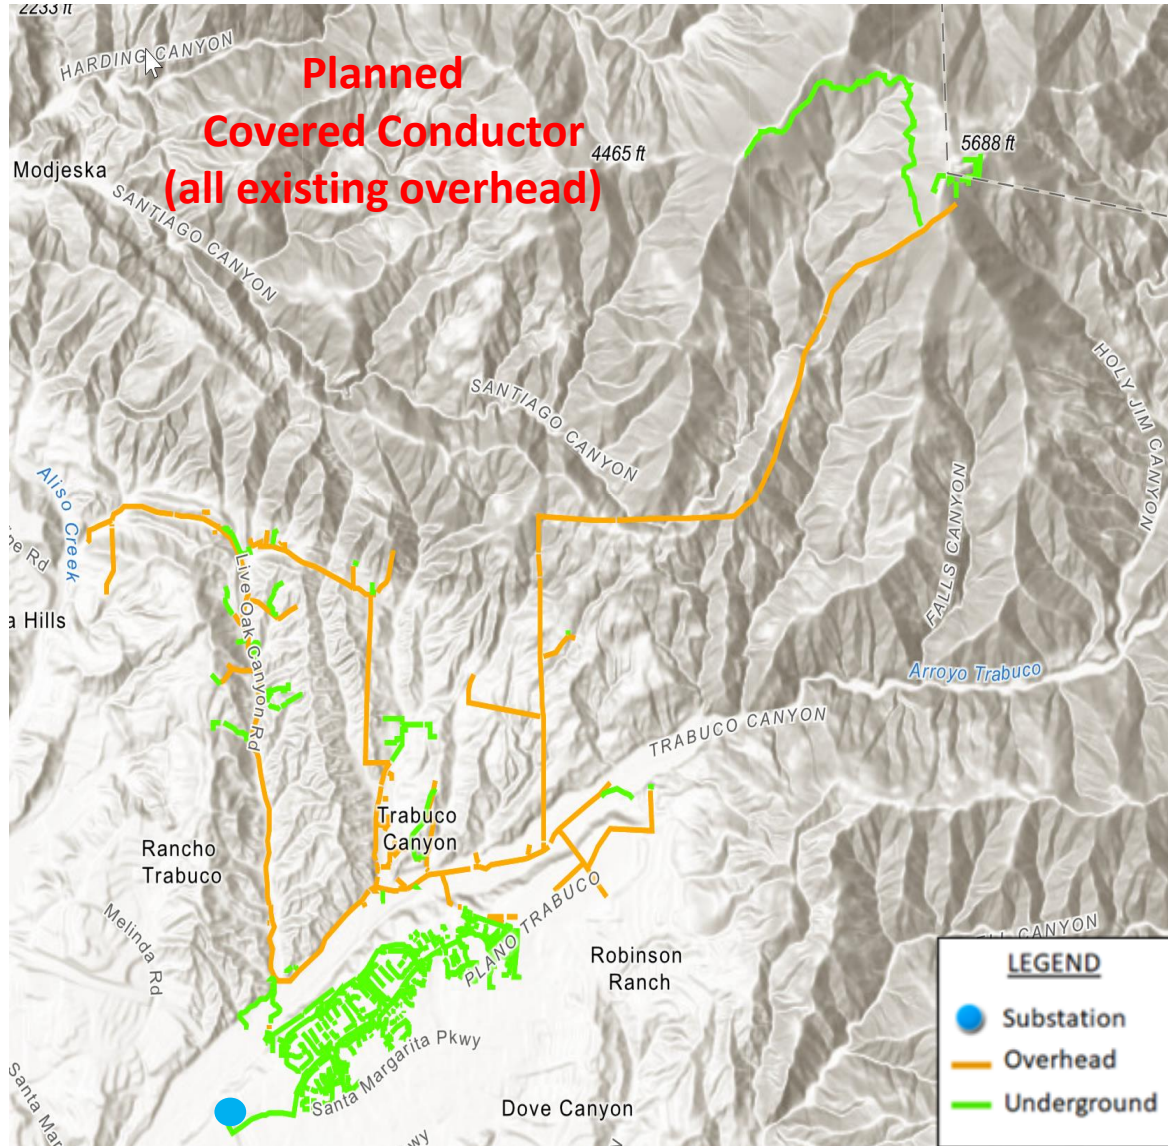 2233 ft
HARDING CANYON
Planned
Covered Conductor
(all existing overhead)
Modjeska
4465 ft
5688 ft
SANTIAGO CANYON
SANTIAGO CANYON
HOLY JIM CANYON
Aliso Creek
FALLS CANYON
Live Oak Canyon Rd
a Hills
Arroyo Trabuco
TRABUCO CANYON
Trabuco
Canyon
Rancho
Trabuco
PLANO TRABUCO
Melinda Rd
Robinson
Ranch
CANYON
Santa Margarita Pkwy
Santa Mar
Dove Canyon
LEGEND
Substation
Overhead
Underground